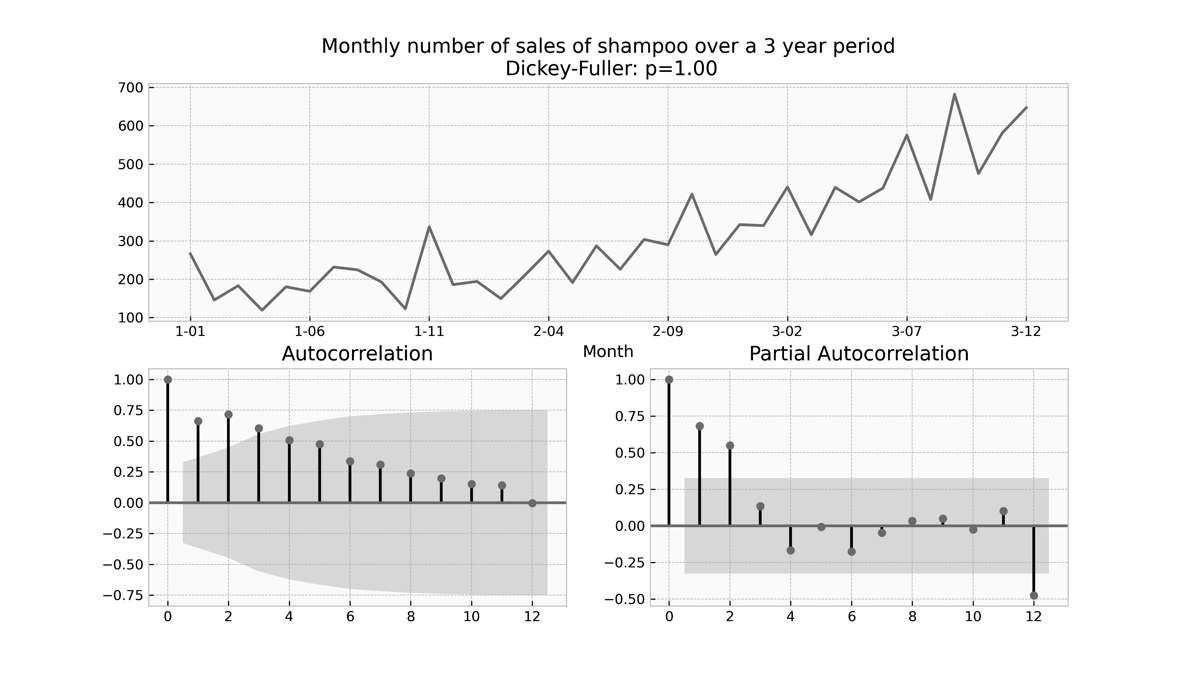 Monthly number of sales of shampoo over a 3 year period
Dickey-Fuller: p=1.00
700
600
500
400
300
200
100
1-01 1-06 1-11 2-04 2-09 3-02 3-07 3-12
Month
Autocorrelation
1.00
0.75
0.50
0.25
0.00
−0.25
−0.50
−0.75
0 2 4 6 8 10 12
Partial Autocorrelation
1.00
0.75
0.50
0.25
0.00
−0.25
−0.50
0 2 4 6 8 10 12